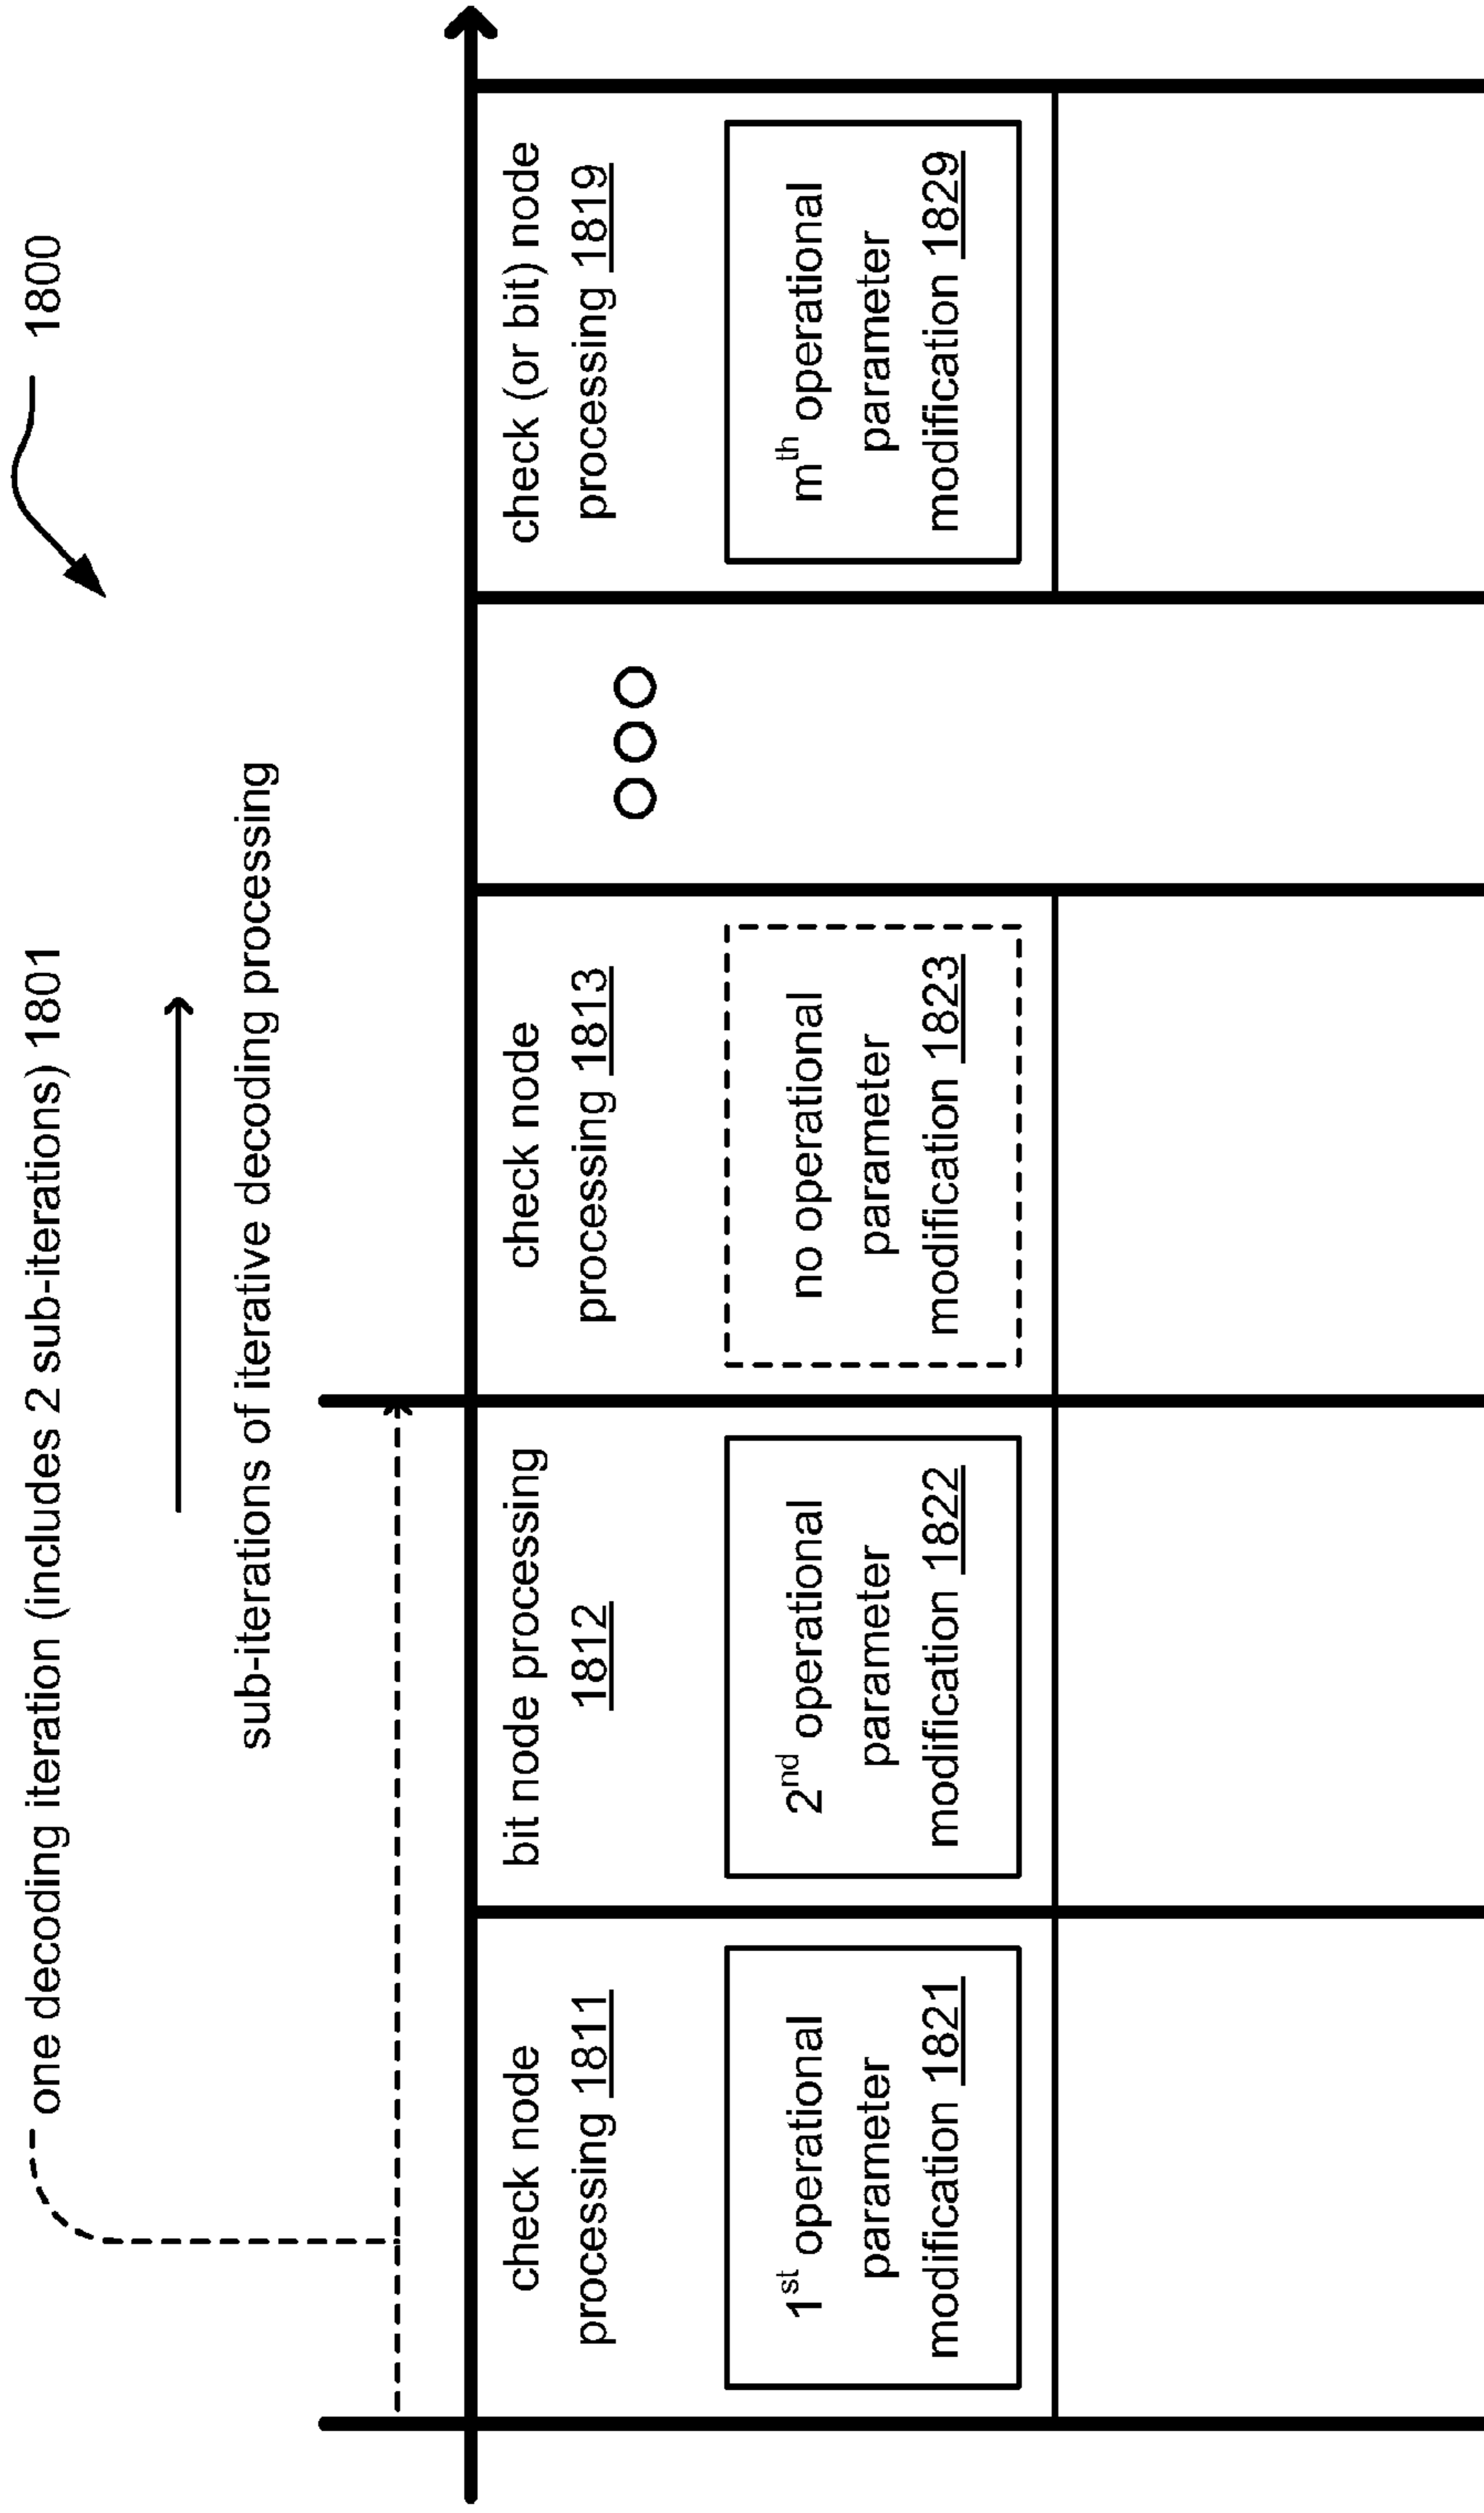 1800
one decoding iteration (includes 2 sub-iterations) 1801
sub-iterations of iterative decoding processing
check node
processing 1811
1st operational
parameter
modification 1821
bit node processing
1812
2nd operational
parameter
modification 1822
check node
processing 1813
no operational
parameter
modification 1823
check (or bit) node
processing 1819
mth operational
parameter
modification 1829